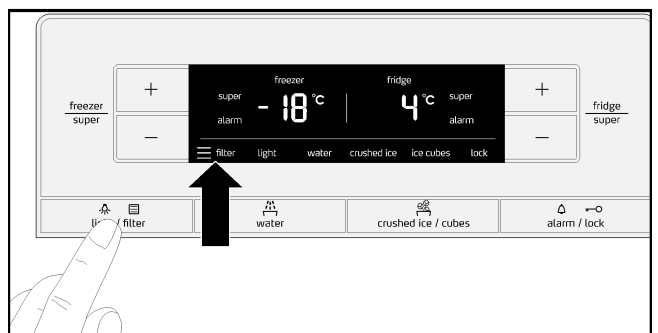 freezer
super
+
−
freezer
super
alarm
-18 °C
fridge
4 °C
super
alarm
filter light water crushed ice ice cubes lock
+
−
fridge
super
light / filter
water
crushed ice / cubes
alarm / lock